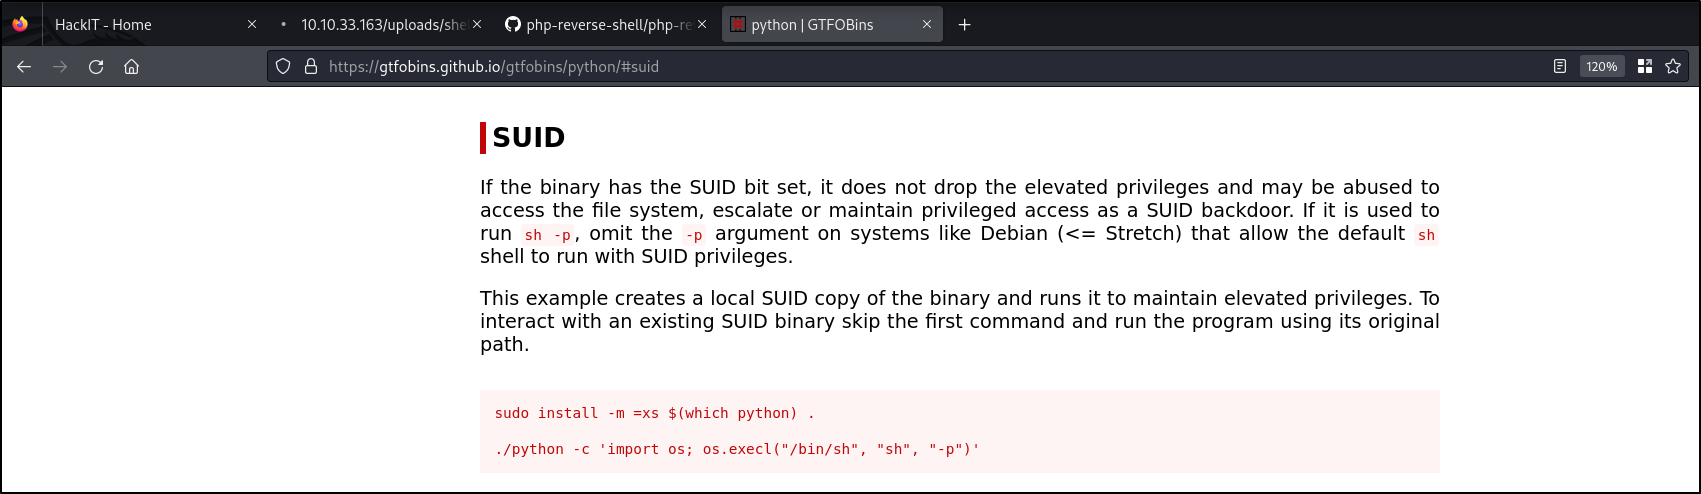 HackIT - Home
10.10.33.163/uploads/she
php-reverse-shell/php-re
python | GTFOBins
https://gtfobins.github.io/gtfobins/python/#suid
120%
SUID
If the binary has the SUID bit set, it does not drop the elevated privileges and may be abused to
access the file system, escalate or maintain privileged access as a SUID backdoor. If it is used to
run sh -p, omit the -p argument on systems like Debian (<= Stretch) that allow the default sh
shell to run with SUID privileges.
This example creates a local SUID copy of the binary and runs it to maintain elevated privileges. To
interact with an existing SUID binary skip the first command and run the program using its original
path.
sudo install -m =xs $(which python) .
./python -c 'import os; os.execl("/bin/sh", "sh", "-p")'